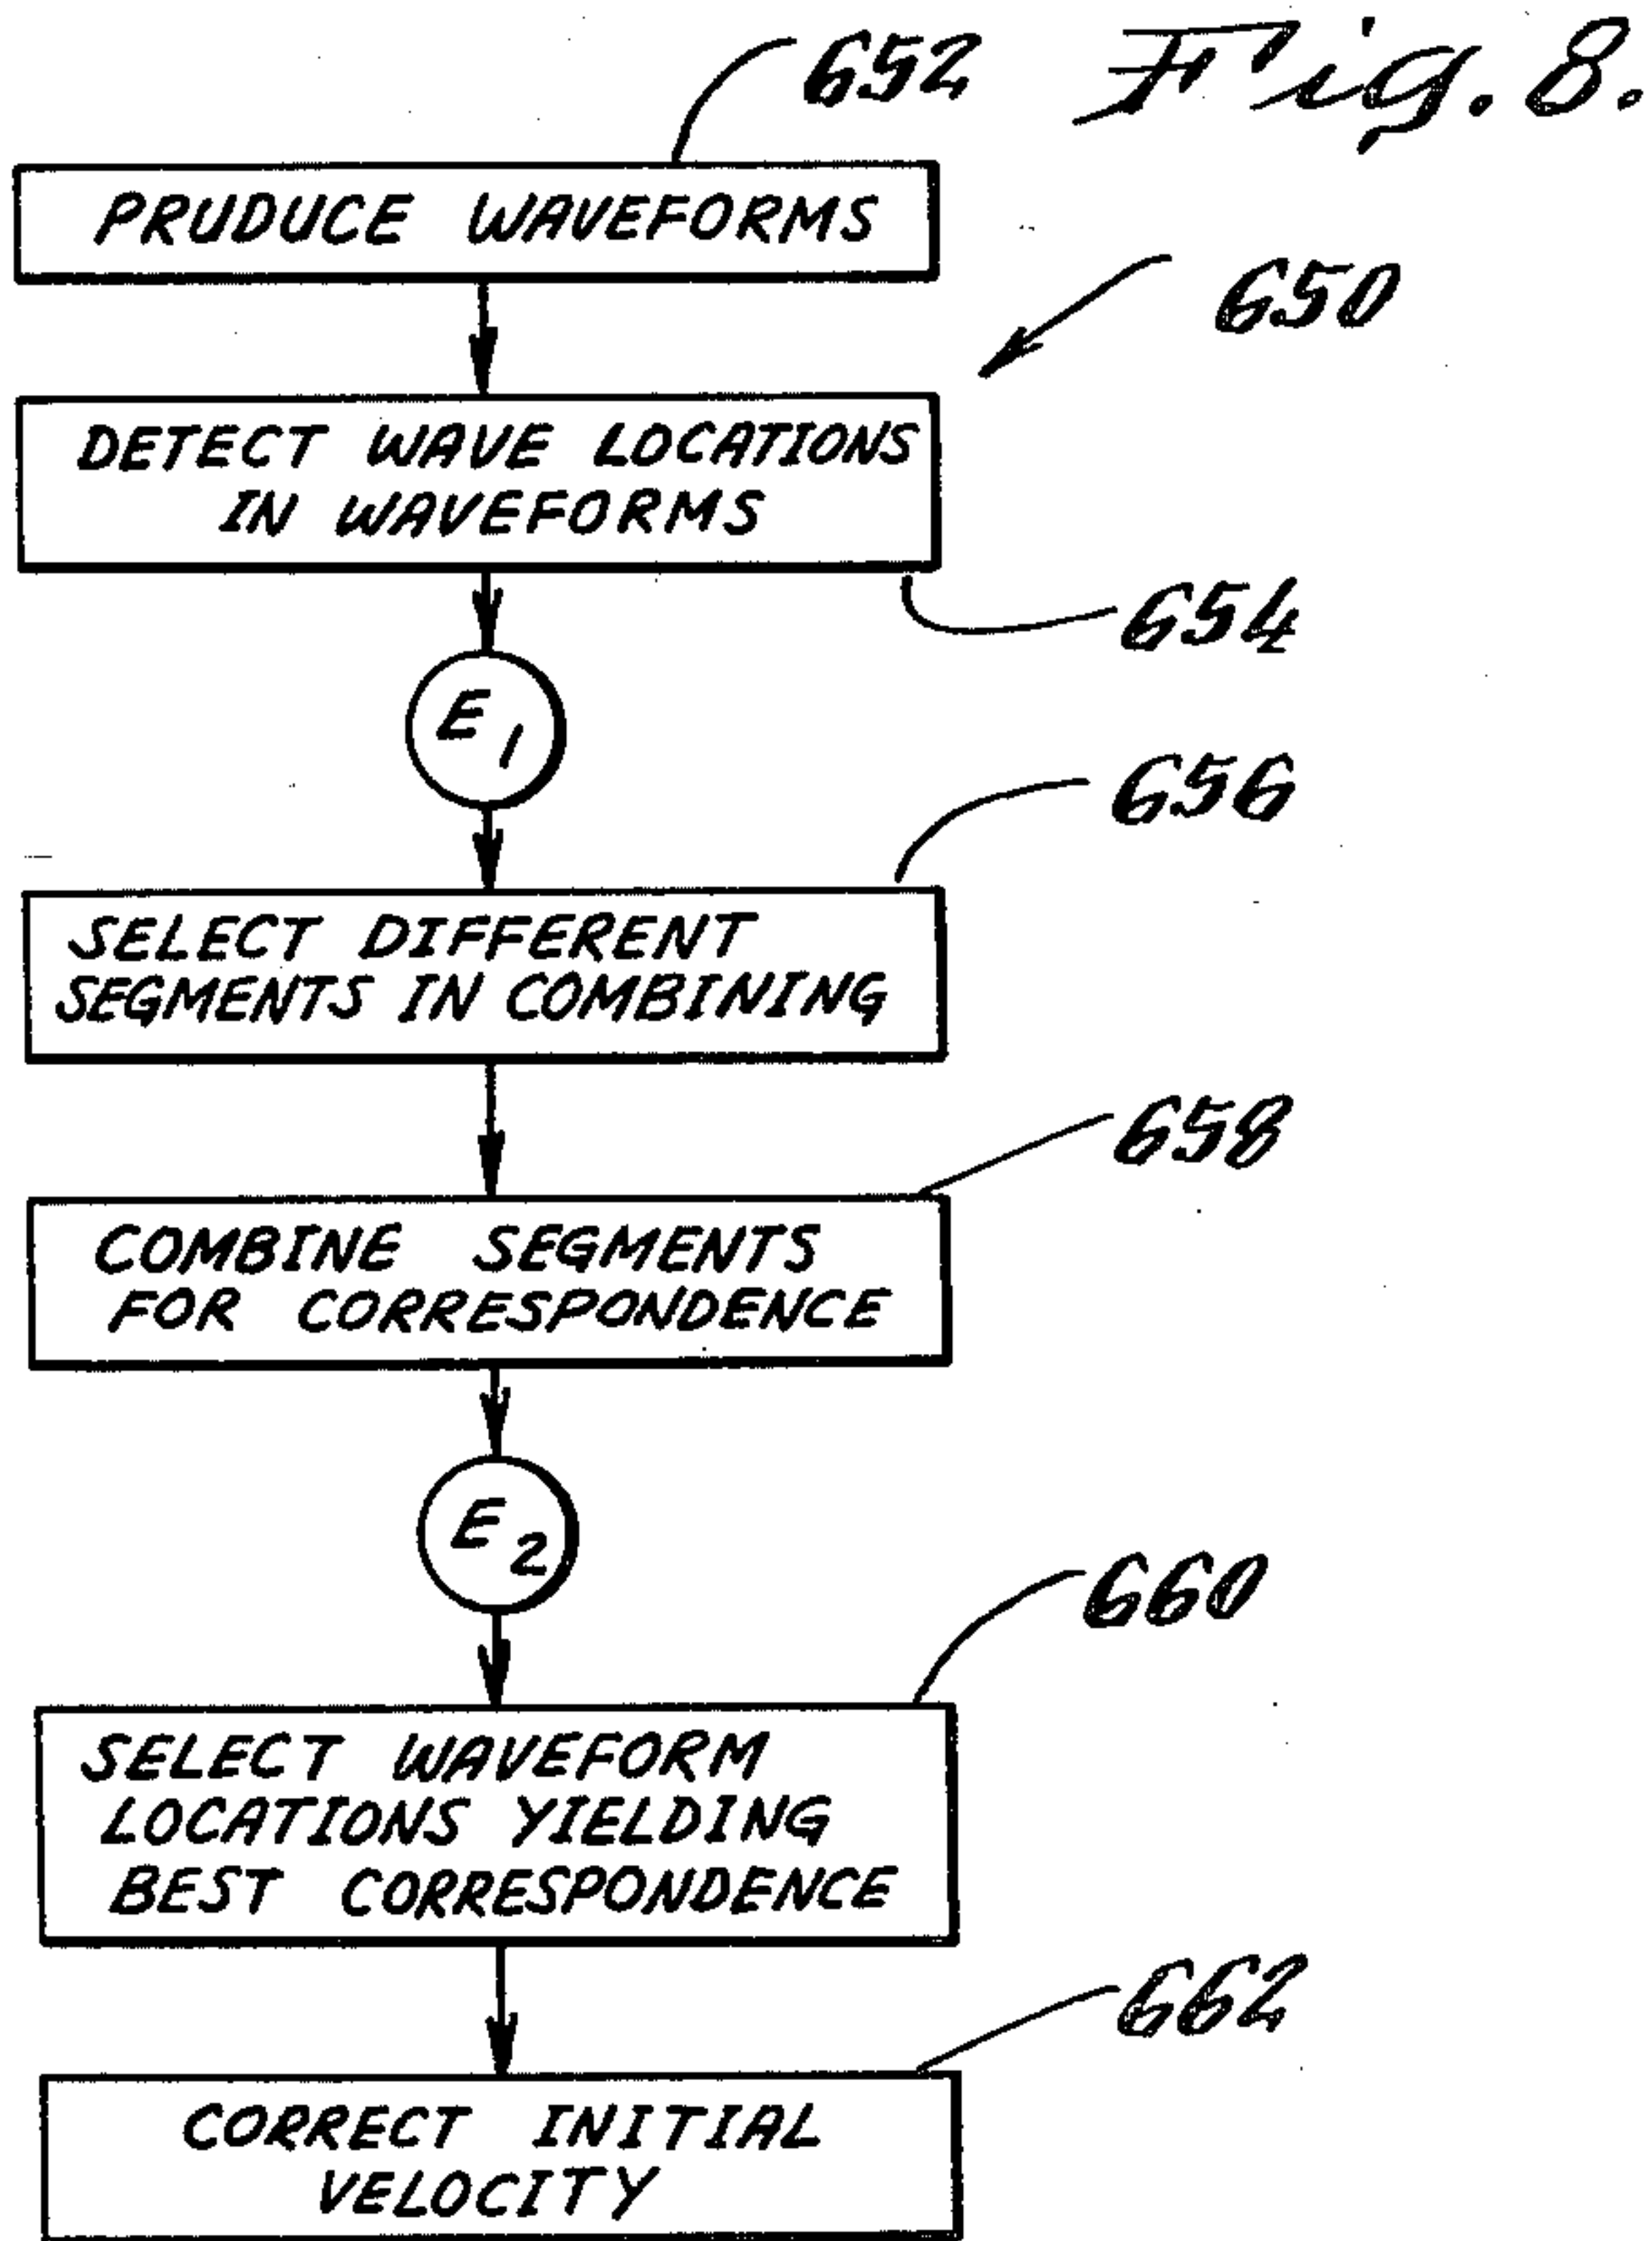 652
Fig. 8.
PRUDUCE WAVEFORMS
650
DETECT WAVE LOCATIONS
IN WAVEFORMS
654
E1
656
SELECT DIFFERENT
SEGMENTS IN COMBINING
658
COMBINE SEGMENTS
FOR CORRESPONDENCE
E2
660
SELECT WAVEFORM
LOCATIONS YIELDING
BEST CORRESPONDENCE
662
CORRECT INITIAL
VELOCITY